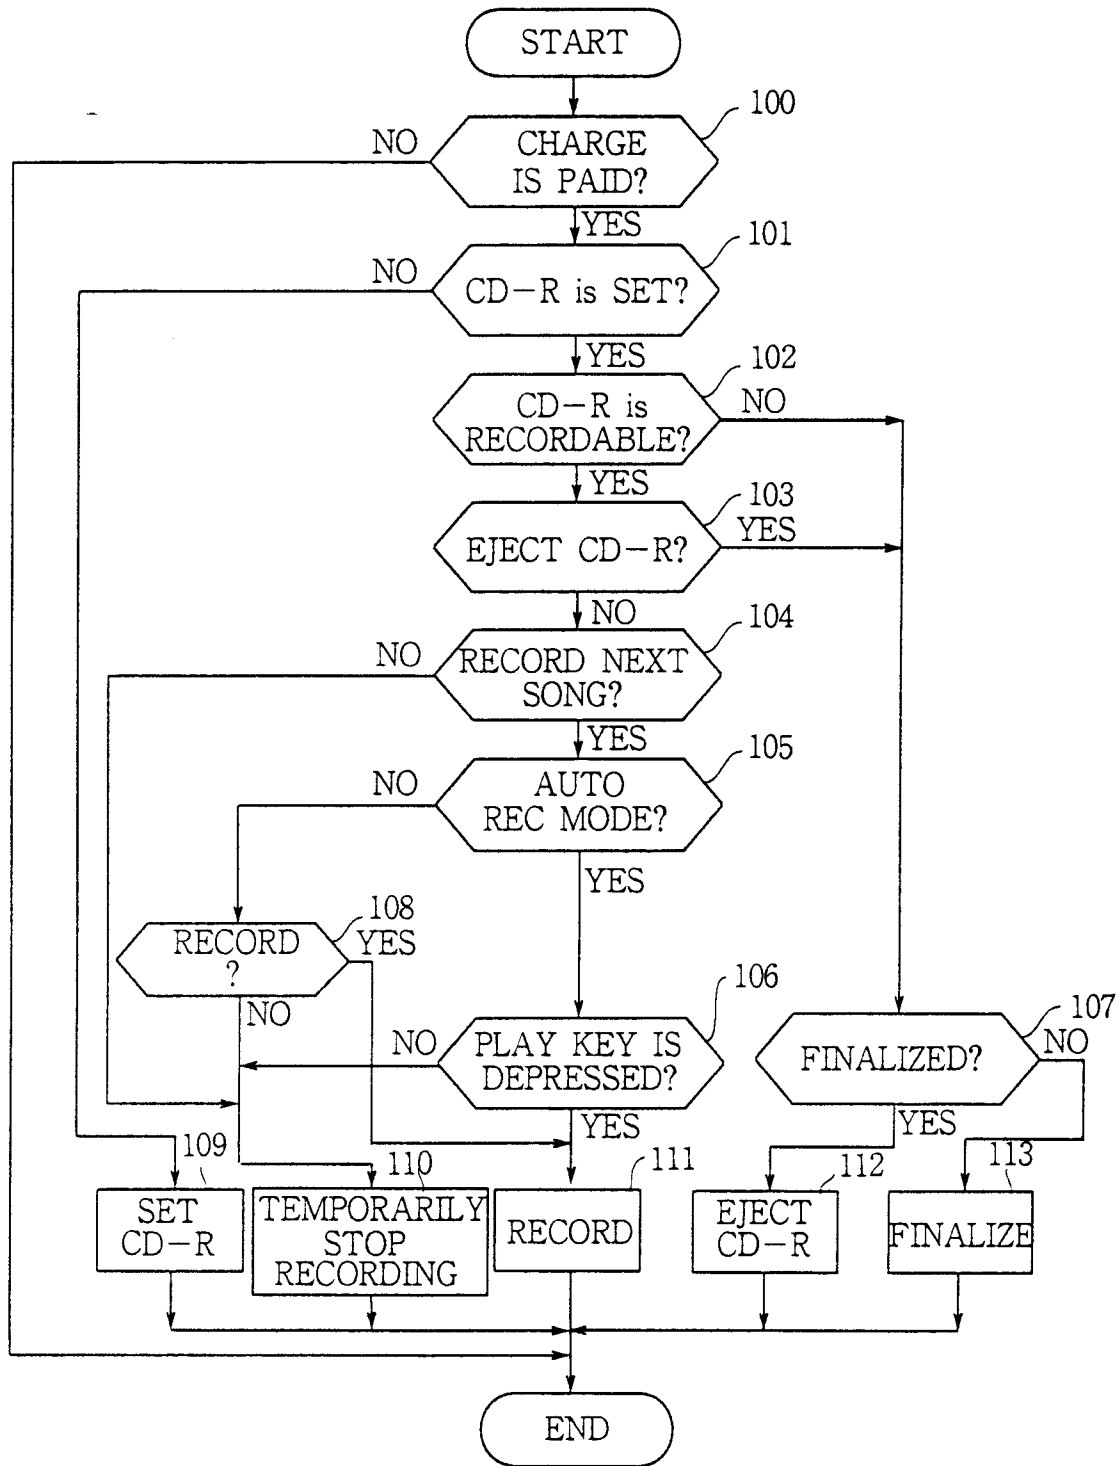 START
100
NO
CHARGE
IS PAID?
YES
101
NO
CD-R is SET?
YES
102
CD-R is
RECORDABLE?
NO
YES
103
EJECT CD-R?
YES
NO
104
NO
RECORD NEXT
SONG?
YES
105
NO
AUTO
REC MODE?
YES
108
RECORD
?
YES
NO
106
NO
PLAY KEY IS
DEPRESSED?
YES
107
FINALIZED?
NO
YES
109
SET
CD-R
110
TEMPORARILY
STOP
RECORDING
111
RECORD
112
EJECT
CD-R
113
FINALIZE
END